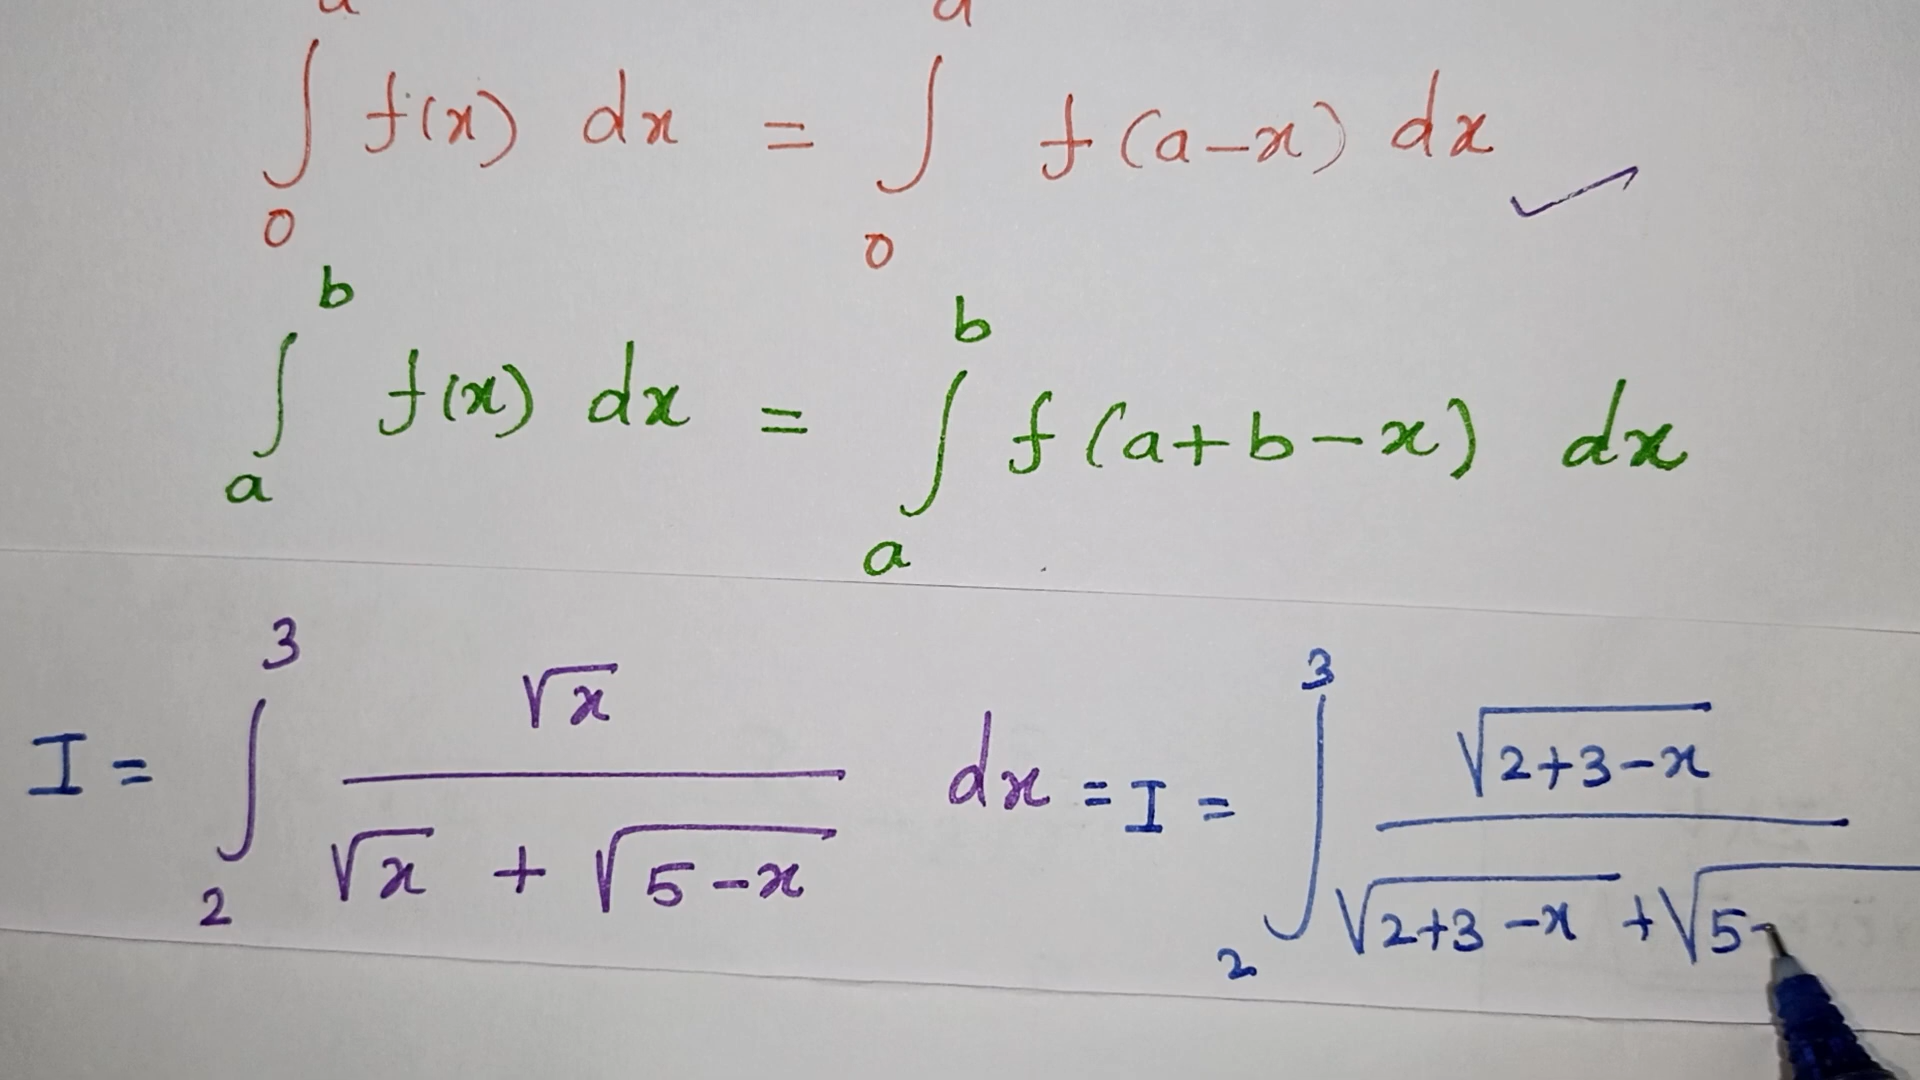 ∫₀ᵃ f(x) dx = ∫₀ᵃ f(a-x) dx ✓
∫ₐᵇ f(x) dx = ∫ₐᵇ f(a+b-x) dx
I = ∫₂³ √x / (√x + √(5-x)) dx = I = ∫₂³ √(2+3-x) / (√(2+3-x) + √(5-